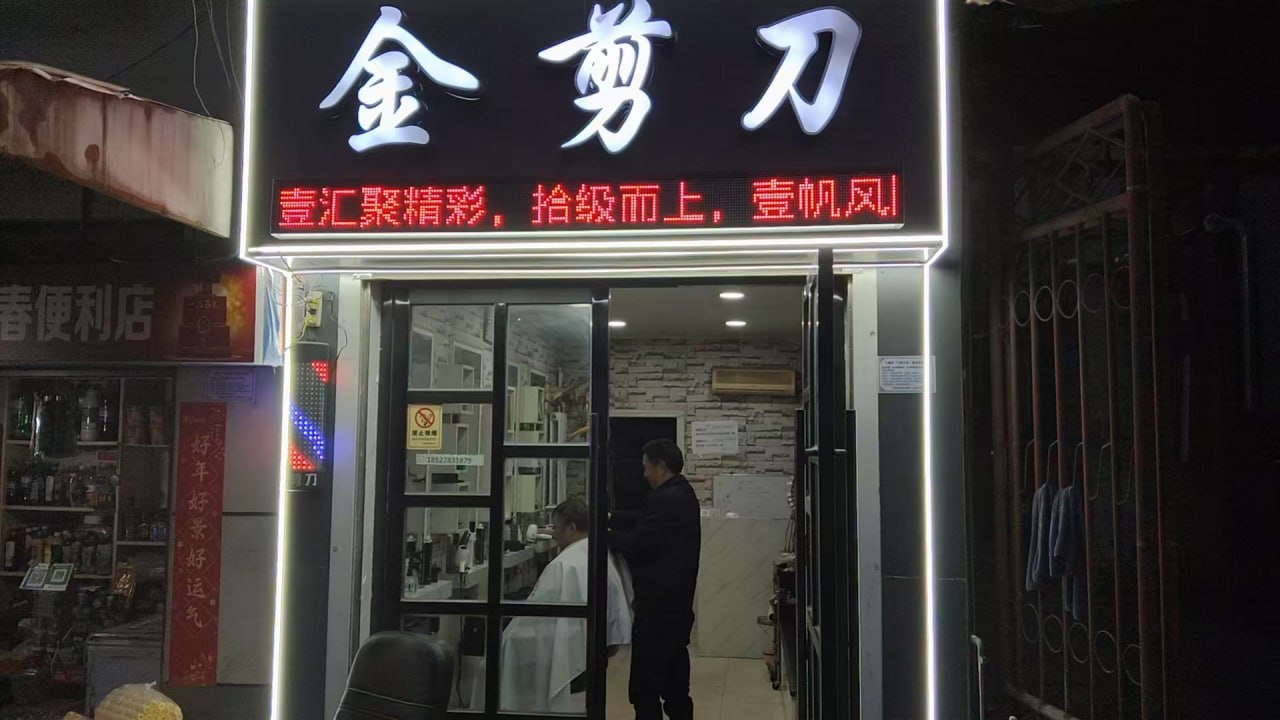 金剪刀
壹汇聚精彩，拾级而上，壹帆风
春便利店
好年好景好运气
禁止吸烟
18527831879
剪刀